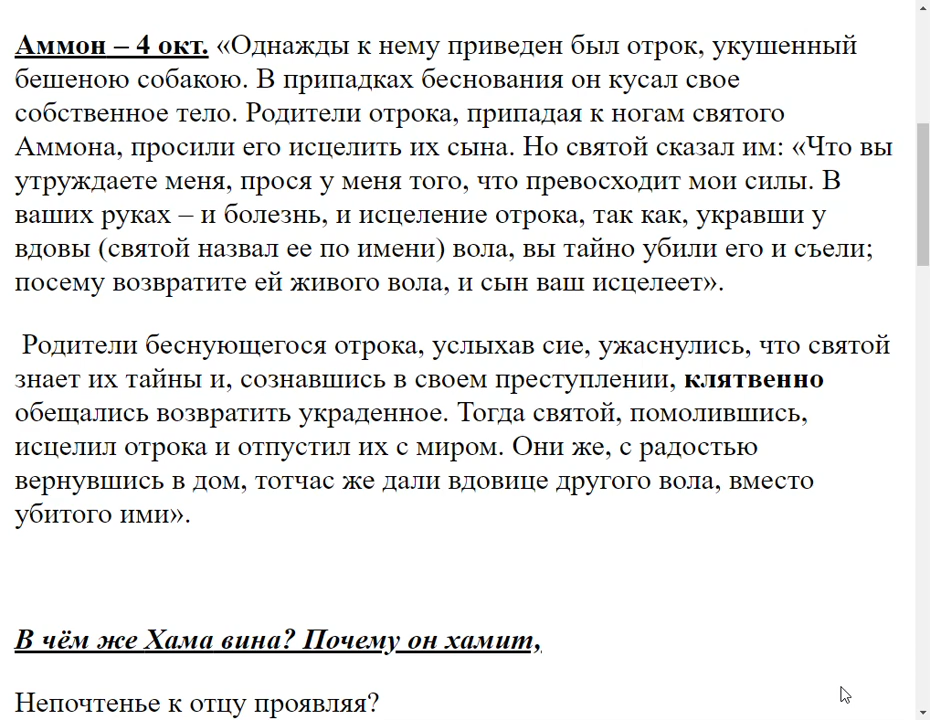 Аммон – 4 окт. «Однажды к нему приведен был отрок, укушенный
бешеною собакою. В припадках беснования он кусал свое
собственное тело. Родители отрока, припадая к ногам святого
Аммона, просили его исцелить их сына. Но святой сказал им: «Что вы
утруждаете меня, прося у меня того, что превосходит мои силы. В
ваших руках – и болезнь, и исцеление отрока, так как, укравши у
вдовы (святой назвал ее по имени) вола, вы тайно убили его и съели;
посему возвратите ей живого вола, и сын ваш исцелеет».
Родители беснующегося отрока, услыхав сие, ужаснулись, что святой
знает их тайны и, сознавшись в своем преступлении, клятвенно
обещались возвратить украденное. Тогда святой, помолившись,
исцелил отрока и отпустил их с миром. Они же, с радостью
вернувшись в дом, тотчас же дали вдовице другого вола, вместо
убитого ими».
В чём же Хама вина? Почему он хамит,
Непочтенье к отцу проявляя?